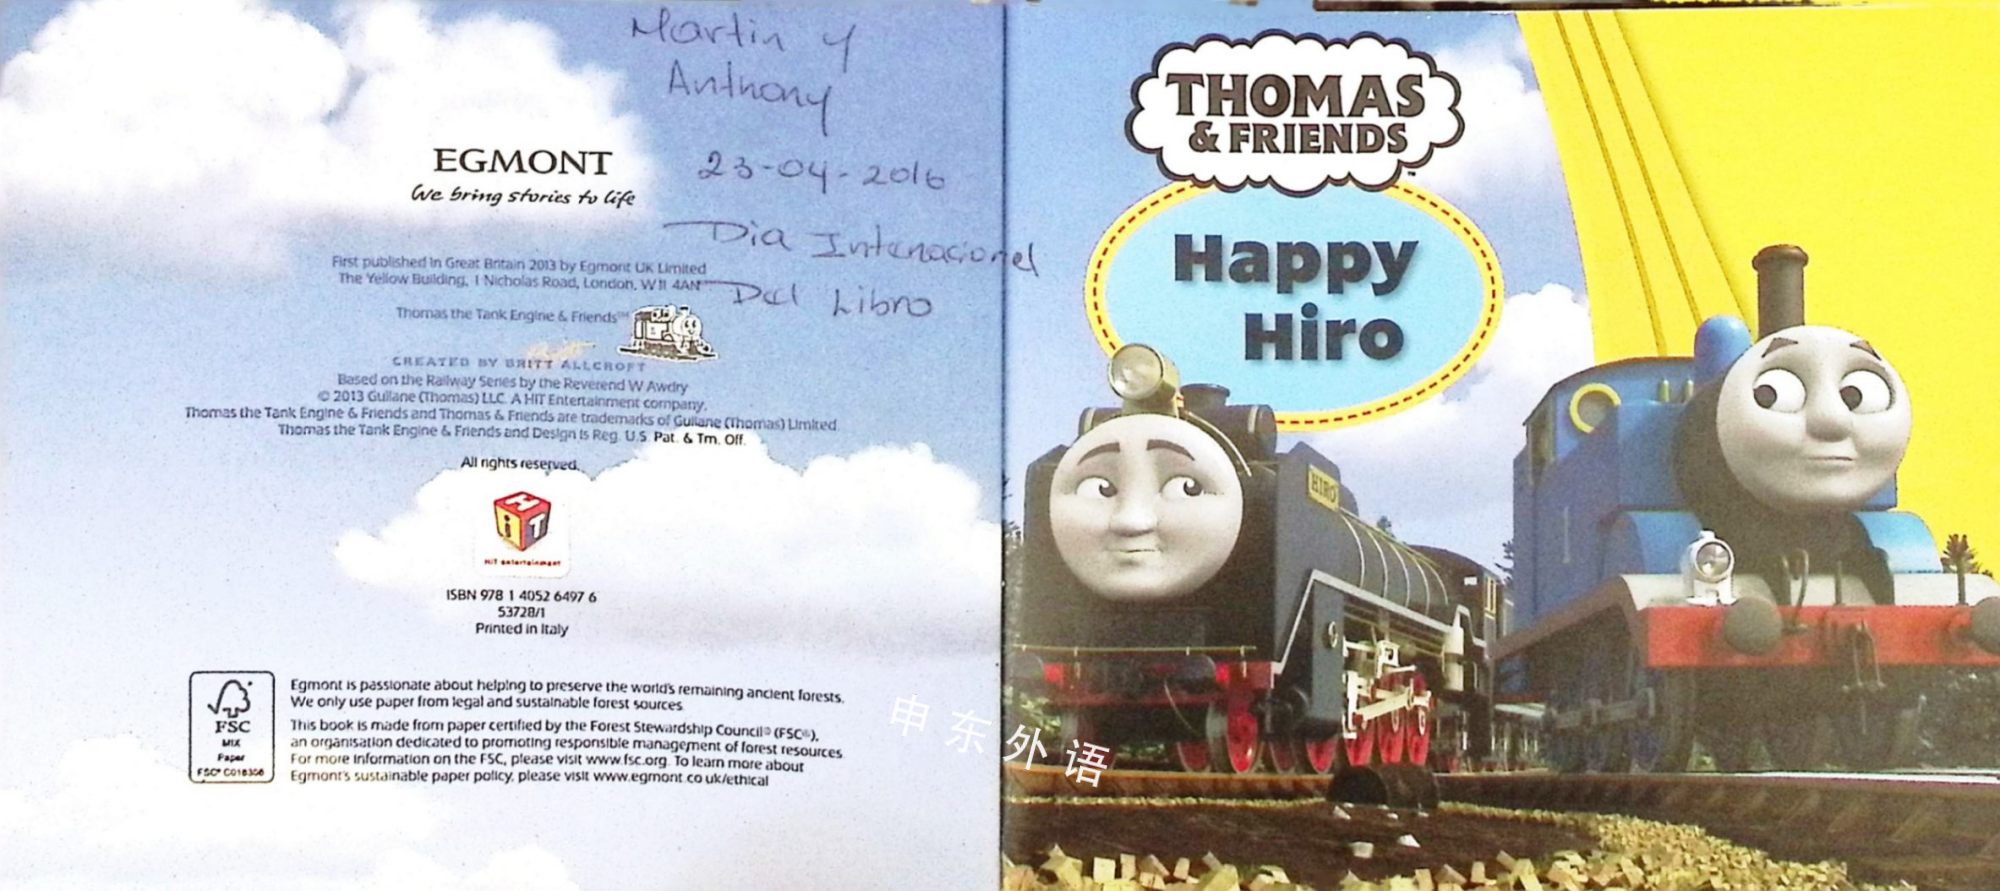 Martin y
Anthony
23-04-2016
Dia Intenacional
Del Libro
EGMONT
We bring stories to life
First published in Great Britain 2013 by Egmont UK Limited
The Yellow Building, 1 Nicholas Road, London, W11 4AN
Thomas the Tank Engine & Friends™
CREATED BY BRITT ALLCROFT
Based on the Railway Series by the Reverend W Awdry
© 2013 Gullane (Thomas) LLC. A HIT Entertainment company.
Thomas the Tank Engine & Friends and Thomas & Friends are trademarks of Gullane (Thomas) Limited.
Thomas the Tank Engine & Friends and Design is Reg. U.S. Pat. & Tm. Off.
All rights reserved.
HiT
HiT entertainment
ISBN 978 1 4052 6497 6
53728/1
Printed in Italy
FSC
MIX
Paper
FSC® C018306
Egmont is passionate about helping to preserve the world's remaining ancient forests.
We only use paper from legal and sustainable forest sources.
This book is made from paper certified by the Forest Stewardship Council® (FSC®),
an organisation dedicated to promoting responsible management of forest resources.
For more information on the FSC, please visit www.fsc.org. To learn more about
Egmont's sustainable paper policy, please visit www.egmont.co.uk/ethical
THOMAS
& FRIENDS™
Happy
Hiro
HIRO
1
申东外语